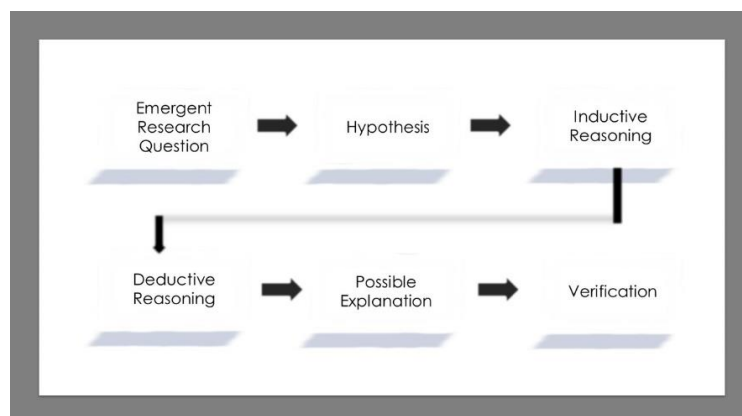 Emergent
Research
Question
Hypothesis
Inductive
Reasoning
Deductive
Reasoning
Possible
Explanation
Verification